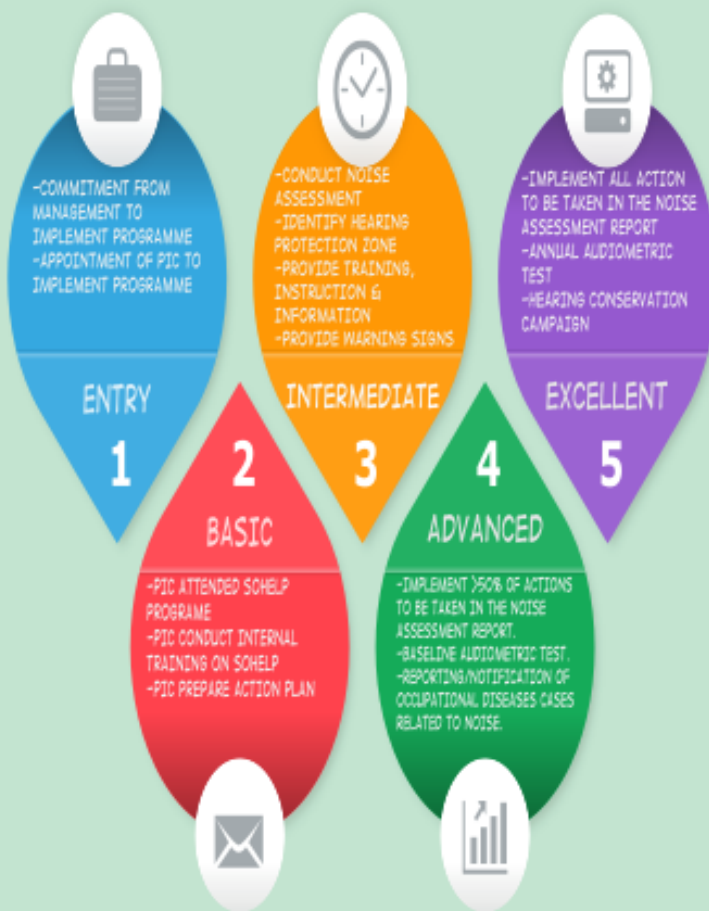 -COMMITMENT FROM
MANAGEMENT TO
IMPLEMENT PROGRAMME
-APPOINTMENT OF PIC TO
IMPLEMENT PROGRAMME
ENTRY
1
2
BASIC
-PIC ATTENDED SOHELP
PROGRAME
-PIC CONDUCT INTERNAL
TRAINING ON SOHELP
-PIC PREPARE ACTION PLAN
-CONDUCT NOISE
ASSESSMENT
-IDENTIFY HEARING
PROTECTION ZONE
-PROVIDE TRAINING,
INSTRUCTION &
INFORMATION
-PROVIDE WARNING SIGNS
INTERMEDIATE
3
4
ADVANCED
-IMPLEMENT >50% OF ACTIONS
TO BE TAKEN IN THE NOISE
ASSESSMENT REPORT.
-BASELINE AUDIOMETRIC TEST.
-REPORTING/NOTIFICATION OF
OCCUPATIONAL DISEASES CASES
RELATED TO NOISE.
-IMPLEMENT ALL ACTION
TO BE TAKEN IN THE NOISE
ASSESSMENT REPORT
-ANNUAL AUDIOMETRIC
TEST
-HEARING CONSERVATION
CAMPAIGN
EXCELLENT
5